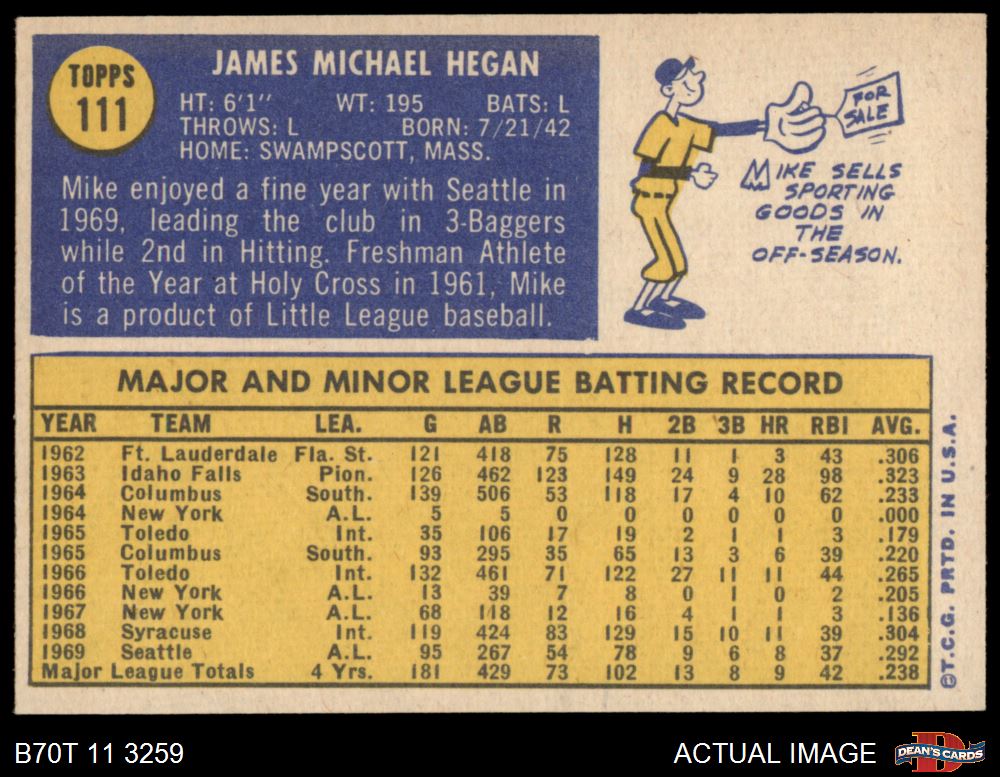 TOPPS
111
JAMES MICHAEL HEGAN
HT: 6'1" WT: 195 BATS: L
THROWS: L BORN: 7/21/42
HOME: SWAMPSCOTT, MASS.
Mike enjoyed a fine year with Seattle in
1969, leading the club in 3-Baggers
while 2nd in Hitting. Freshman Athlete
of the Year at Holy Cross in 1961, Mike
is a product of Little League baseball.
FOR
SALE
MIKE SELLS
SPORTING
GOODS IN
THE
OFF-SEASON.
MAJOR AND MINOR LEAGUE BATTING RECORD
YEAR TEAM LEA. G AB R H 2B 3B HR RBI AVG.
1962 Ft. Lauderdale Fla. St. 121 418 75 128 11 1 3 43 .306
1963 Idaho Falls Pion. 126 462 123 149 24 9 28 98 .323
1964 Columbus South. 139 506 53 118 17 4 10 62 .233
1964 New York A.L. 5 5 0 0 0 0 0 0 .000
1965 Toledo Int. 35 106 17 19 2 1 1 3 .179
1965 Columbus South. 93 295 35 65 13 3 6 39 .220
1966 Toledo Int. 132 461 71 122 27 11 11 44 .265
1966 New York A.L. 13 39 7 8 0 1 0 2 .205
1967 New York A.L. 68 118 12 16 4 1 1 3 .136
1968 Syracuse Int. 119 424 83 129 15 10 11 39 .304
1969 Seattle A.L. 95 267 54 78 9 6 8 37 .292
Major League Totals 4 Yrs. 181 429 73 102 13 8 9 42 .238
©T.C.G. PRTD. IN U.S.A.
B70T 11 3259
ACTUAL IMAGE
D
DEAN'S CARDS